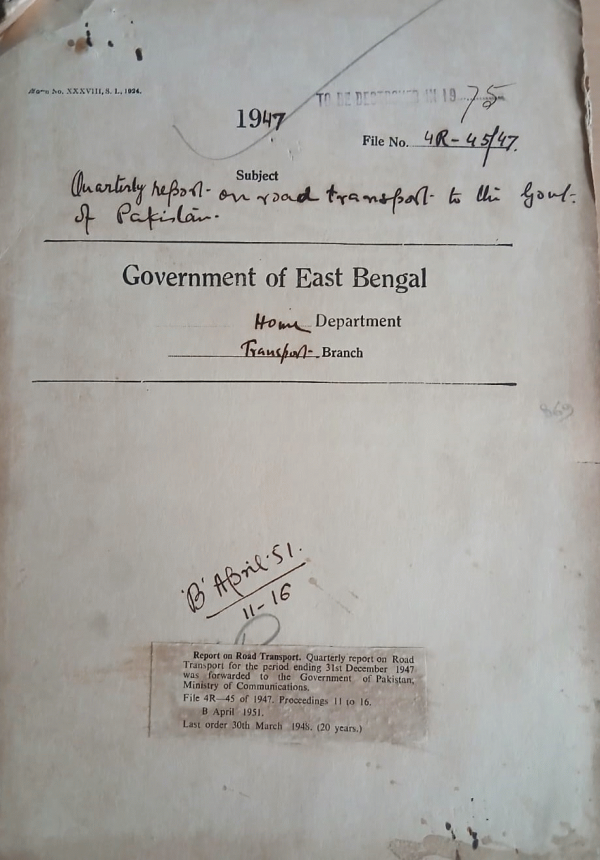 Form No. XXXVIII, S. I., 1924.
TO BE DESTROYED IN 19 75
1947
File No. 4R-45/47.
Subject
Quarterly report on road transport to the Govt.
of Pakistan.
Government of East Bengal
Home Department
Transport Branch
869
'B' April 51.
11-16
Report on Road Transport. Quarterly report on Road
Transport for the period ending 31st December 1947
was forwarded to the Government of Pakistan,
Ministry of Communications.
File 4R—45 of 1947. Proceedings 11 to 16.
B April 1951.
Last order 30th March 1948. (20 years.)